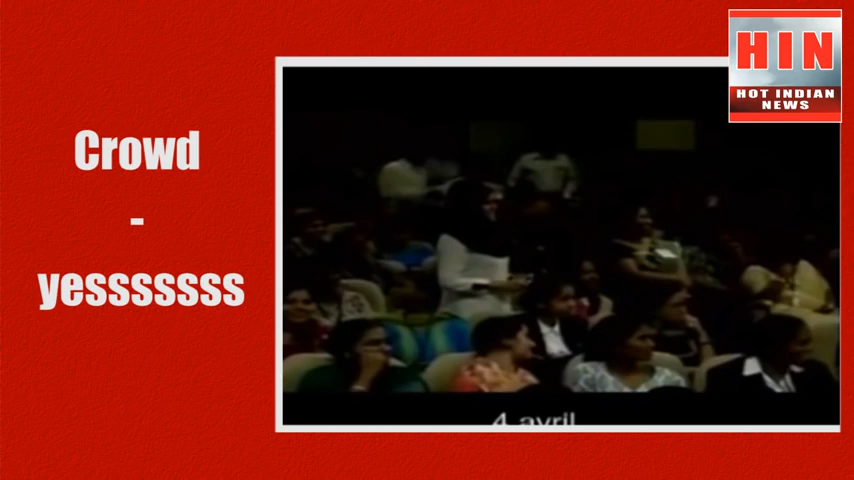 HIN
HOT INDIAN
NEWS
Crowd
-
yesssssss
4 avril